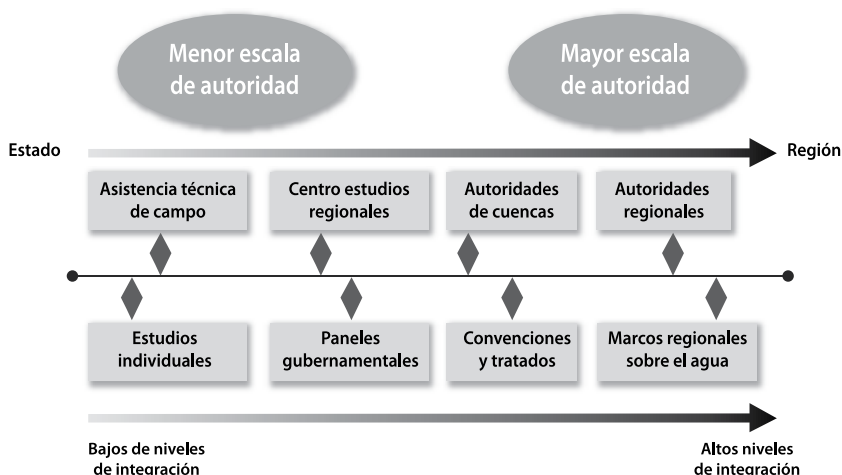 Menor escala
de autoridad
Mayor escala
de autoridad
Estado
Región
Asistencia técnica
de campo
Centro estudios
regionales
Autoridades
de cuencas
Autoridades
regionales
Estudios
individuales
Paneles
gubernamentales
Convenciones
y tratados
Marcos regionales
sobre el agua
Bajos de niveles
de integración
Altos niveles
de integración